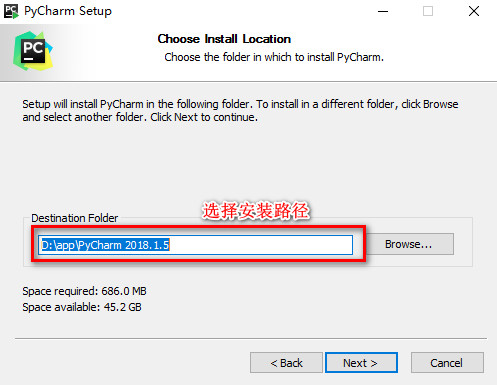 PyCharm Setup
PC
Choose Install Location
Choose the folder in which to install PyCharm.
Setup will install PyCharm in the following folder. To install in a different folder, click Browse
and select another folder. Click Next to continue.
选择安装路径
Destination Folder
D:\app\PyCharm 2018.1.5
Browse...
Space required: 686.0 MB
Space available: 45.2 GB
< Back
Next >
Cancel